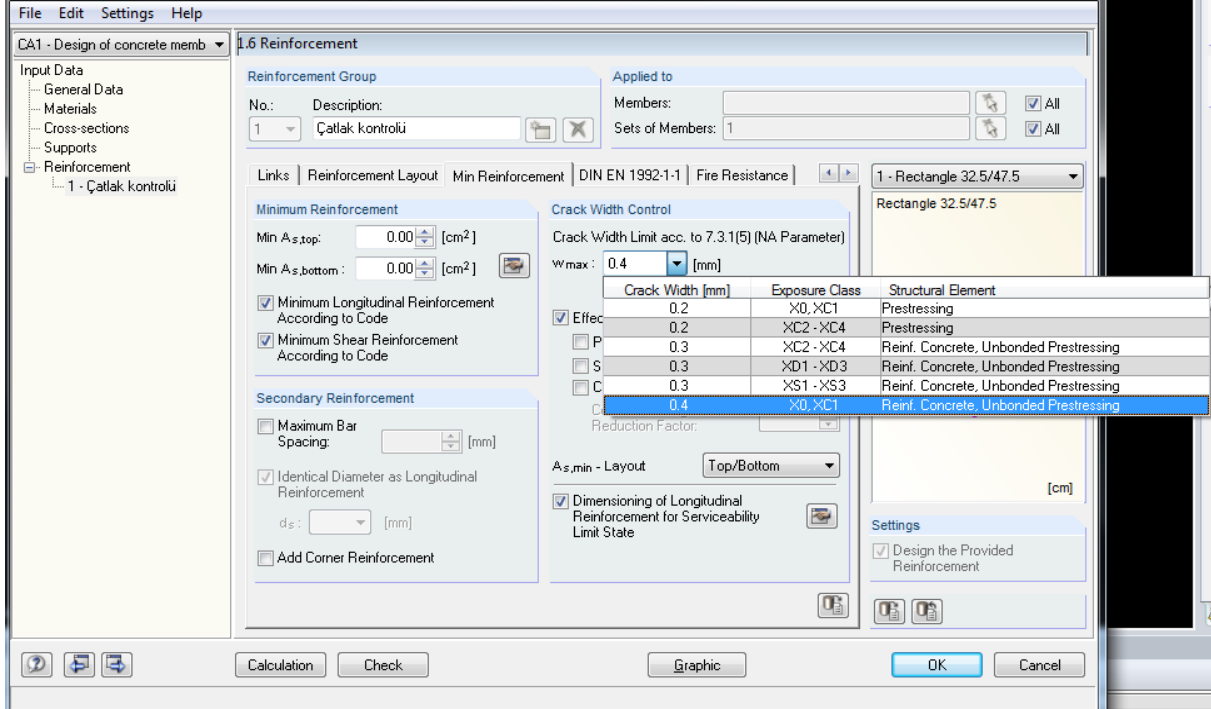 File Edit Settings Help
CA1 - Design of concrete memb
1.6 Reinforcement
Input Data
General Data
Materials
Cross-sections
Supports
Reinforcement
1 - Çatlak kontrolü
Reinforcement Group
No.: Description:
1 Çatlak kontrolü
Applied to
Members: All
Sets of Members: 1 All
Links Reinforcement Layout Min Reinforcement DIN EN 1992-1-1 Fire Resistance
Minimum Reinforcement
Min As,top: 0.00 [cm2]
Min As,bottom : 0.00 [cm2]
Minimum Longitudinal Reinforcement
According to Code
Minimum Shear Reinforcement
According to Code
Secondary Reinforcement
Maximum Bar
Spacing: [mm]
Identical Diameter as Longitudinal
Reinforcement
ds : [mm]
Add Corner Reinforcement
Crack Width Control
Crack Width Limit acc. to 7.3.1(5) (NA Parameter)
wmax : 0.4 [mm]
Crack Width [mm] Exposure Class Structural Element
0.2 X0, XC1 Prestressing
0.2 XC2 - XC4 Prestressing
0.3 XC2 - XC4 Reinf. Concrete, Unbonded Prestressing
0.3 XD1 - XD3 Reinf. Concrete, Unbonded Prestressing
0.3 XS1 - XS3 Reinf. Concrete, Unbonded Prestressing
0.4 X0, XC1 Reinf. Concrete, Unbonded Prestressing
Effec
P
S
C
Reduction Factor:
As,min - Layout Top/Bottom
Dimensioning of Longitudinal
Reinforcement for Serviceability
Limit State
1 - Rectangle 32.5/47.5
Rectangle 32.5/47.5
[cm]
Settings
Design the Provided
Reinforcement
Calculation Check Graphic OK Cancel